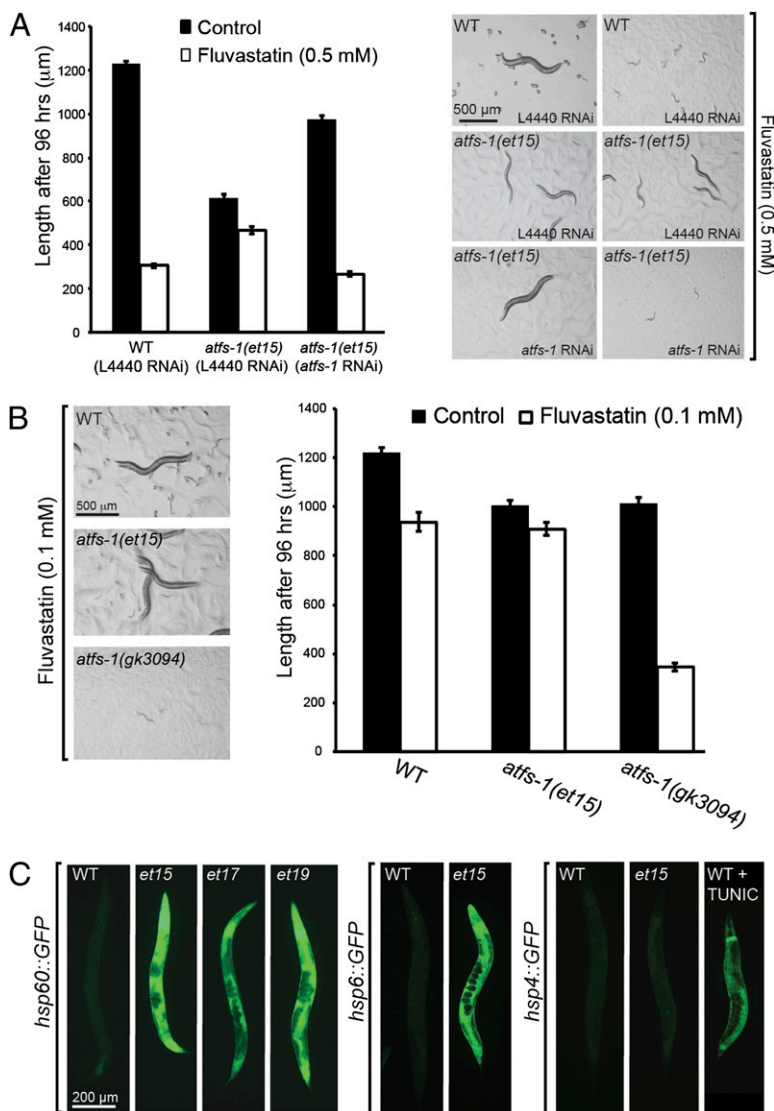 A
Control
Fluvastatin (0.5 mM)
Length after 96 hrs (µm)
1400
1200
1000
800
600
400
200
0
WT
(L4440 RNAi)
atfs-1(et15)
(L4440 RNAi)
atfs-1(et15)
(atfs-1 RNAi)
WT
500 µm
L4440 RNAi
WT
L4440 RNAi
atfs-1(et15)
L4440 RNAi
atfs-1(et15)
L4440 RNAi
atfs-1(et15)
atfs-1 RNAi
atfs-1(et15)
atfs-1 RNAi
Fluvastatin (0.5 mM)
B
Fluvastatin (0.1 mM)
WT
500 µm
atfs-1(et15)
atfs-1(gk3094)
Control
Fluvastatin (0.1 mM)
Length after 96 hrs (µm)
1400
1200
1000
800
600
400
200
0
WT
atfs-1(et15)
atfs-1(gk3094)
C
hsp60::GFP
WT
et15
et17
et19
200 µm
hsp6::GFP
WT
et15
hsp4::GFP
WT
et15
WT +
TUNIC